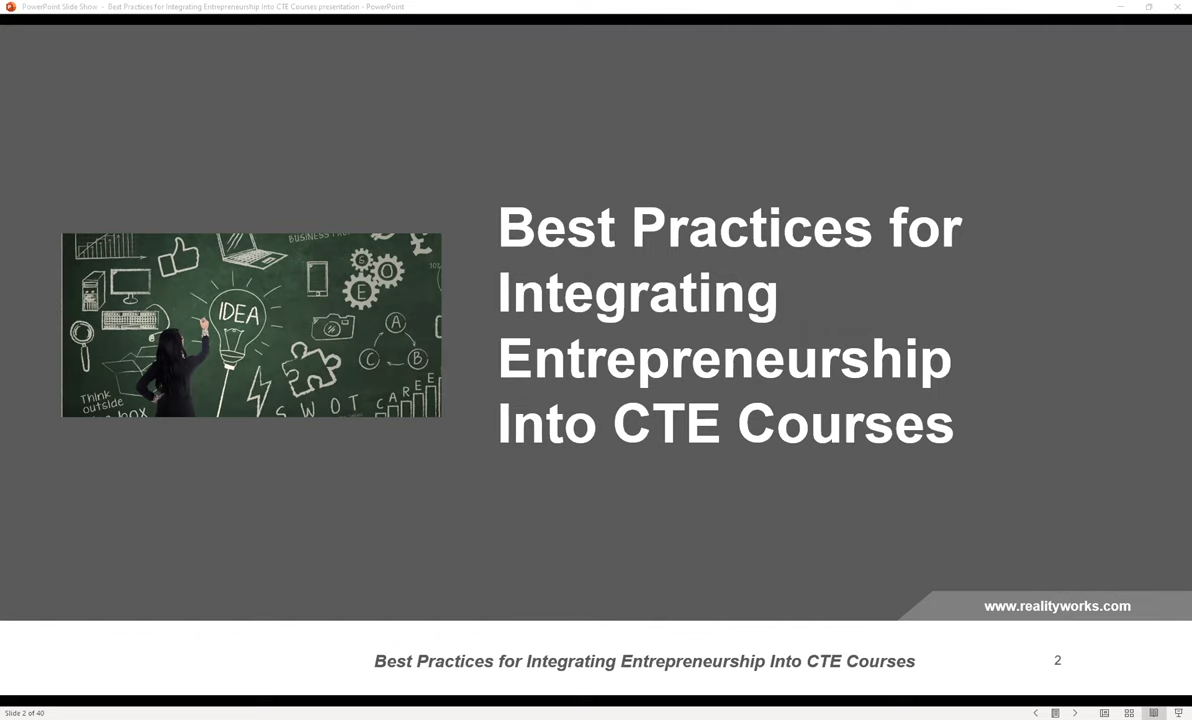 PowerPoint Slide Show - Best Practices for Integrating Entrepreneurship Into CTE Courses presentation - PowerPoint
Best Practices for
Integrating
Entrepreneurship
Into CTE Courses
IDEA
S
O
E
A
C
B
Think
outside
box
SWOT
CAREE
www.realityworks.com
Best Practices for Integrating Entrepreneurship Into CTE Courses
2
Slide 2 of 40